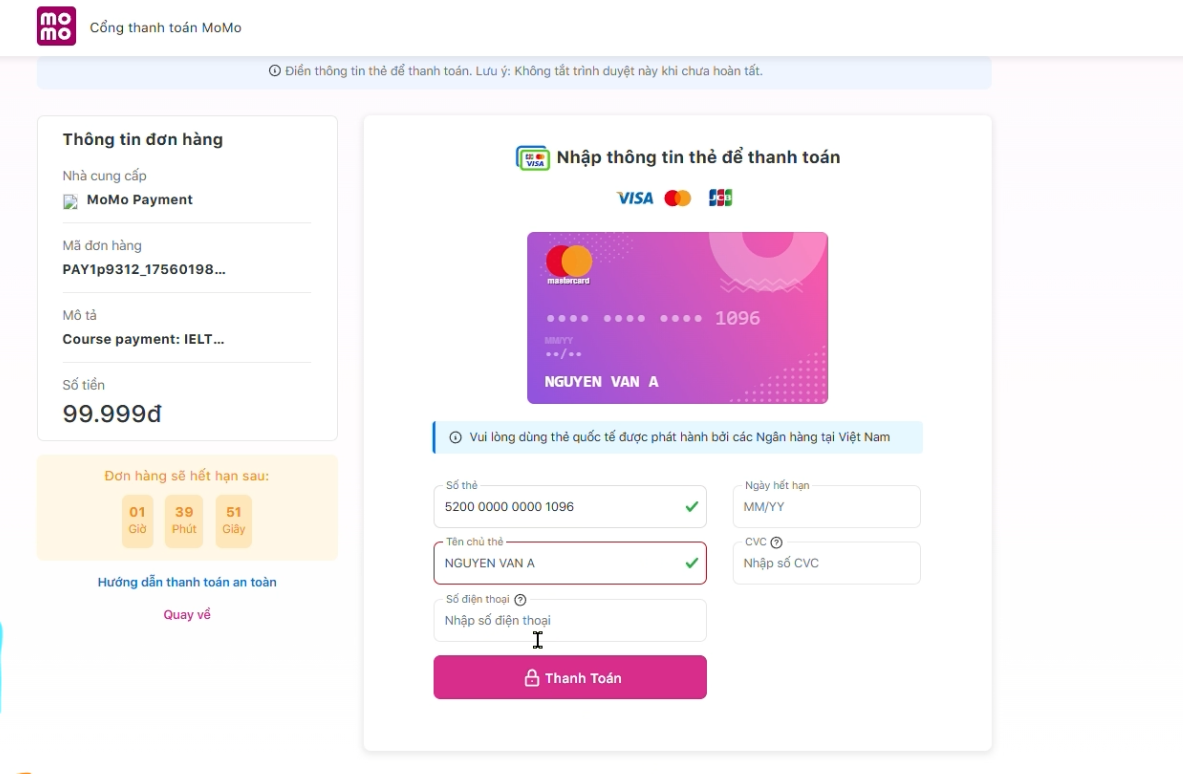 mo
mo
Cổng thanh toán MoMo
Điền thông tin thẻ để thanh toán. Lưu ý: Không tắt trình duyệt này khi chưa hoàn tất.
Thông tin đơn hàng
Nhà cung cấp
MoMo Payment
Mã đơn hàng
PAY1p9312_17560198...
Mô tả
Course payment: IELT...
Số tiền
99.999đ
Đơn hàng sẽ hết hạn sau:
01 39 51
Giờ Phút Giây
Hướng dẫn thanh toán an toàn
Quay về
VISA
Nhập thông tin thẻ để thanh toán
VISA JCB
mastercard
•••• •••• •••• 1096
MM/YY
••/••
NGUYEN VAN A
Vui lòng dùng thẻ quốc tế được phát hành bởi các Ngân hàng tại Việt Nam
Số thẻ
5200 0000 0000 1096
Ngày hết hạn
MM/YY
Tên chủ thẻ
NGUYEN VAN A
CVC
Nhập số CVC
Số điện thoại
Nhập số điện thoại
Thanh Toán